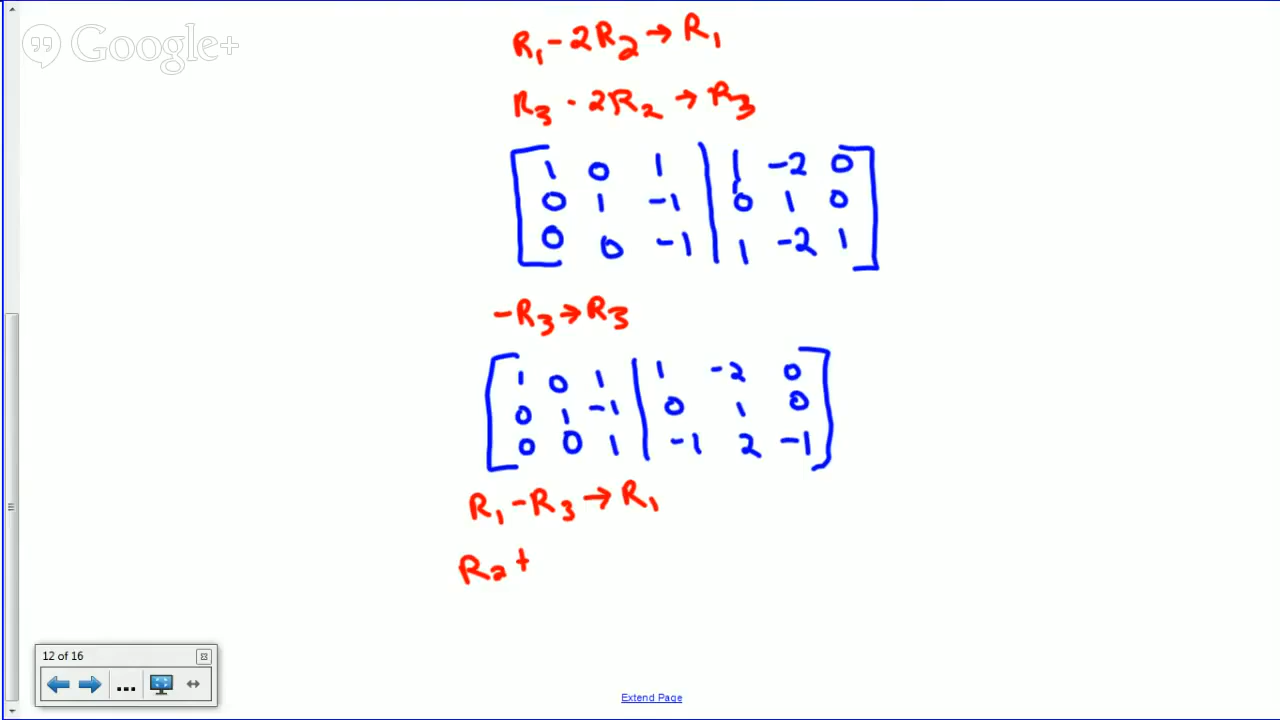 Google+
R₁ - 2R₂ → R₁
R₃ - 2R₂ → R₃
1 0 1 | 1 -2 0
0 1 -1 | 0 1 0
0 0 -1 | 1 -2 1
-R₃ → R₃
1 0 1 | 1 -2 0
0 1 -1 | 0 1 0
0 0 1 | -1 2 -1
R₁ - R₃ → R₁
R₂ +
12 of 16
...
Extend Page